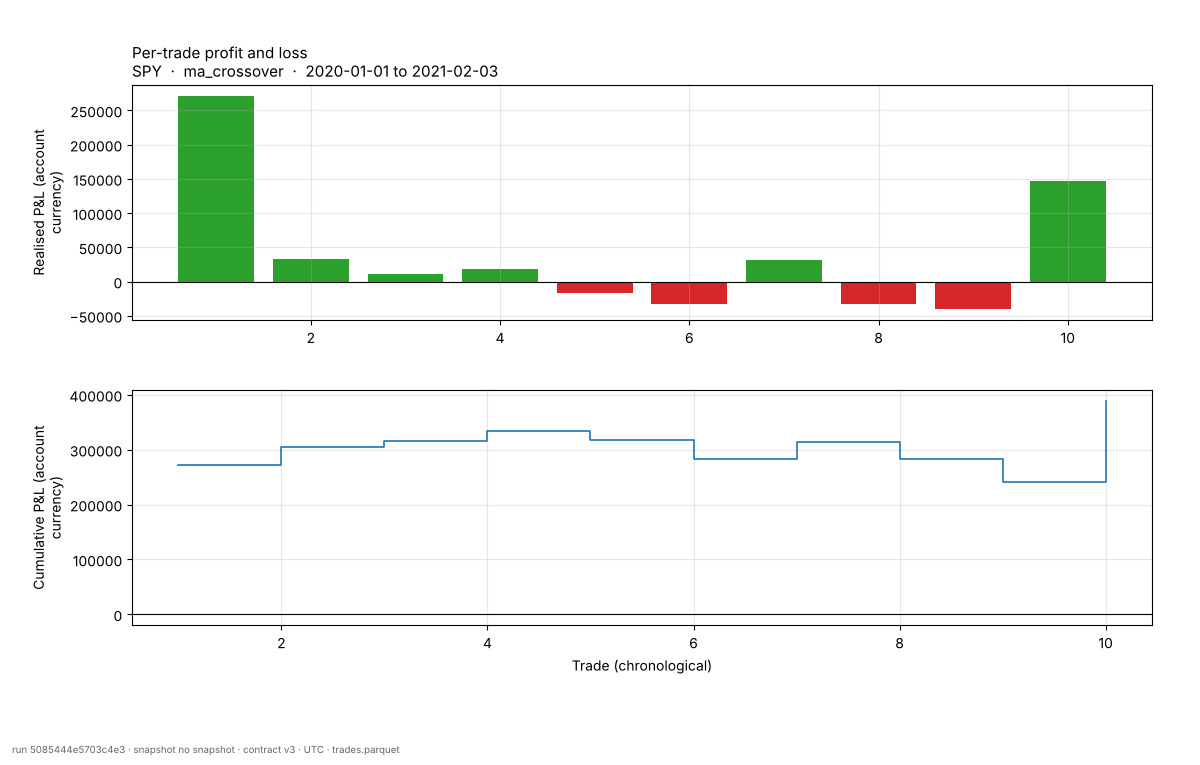 Per-trade profit and loss
SPY · ma_crossover · 2020-01-01 to 2021-02-03
Realised P&L (account
currency)
250000
200000
150000
100000
50000
0
−50000
2
4
6
8
10
Cumulative P&L (account
currency)
400000
300000
200000
100000
0
2
4
6
8
10
Trade (chronological)
run 5085444e5703c4e3 · snapshot no snapshot · contract v3 · UTC · trades.parquet